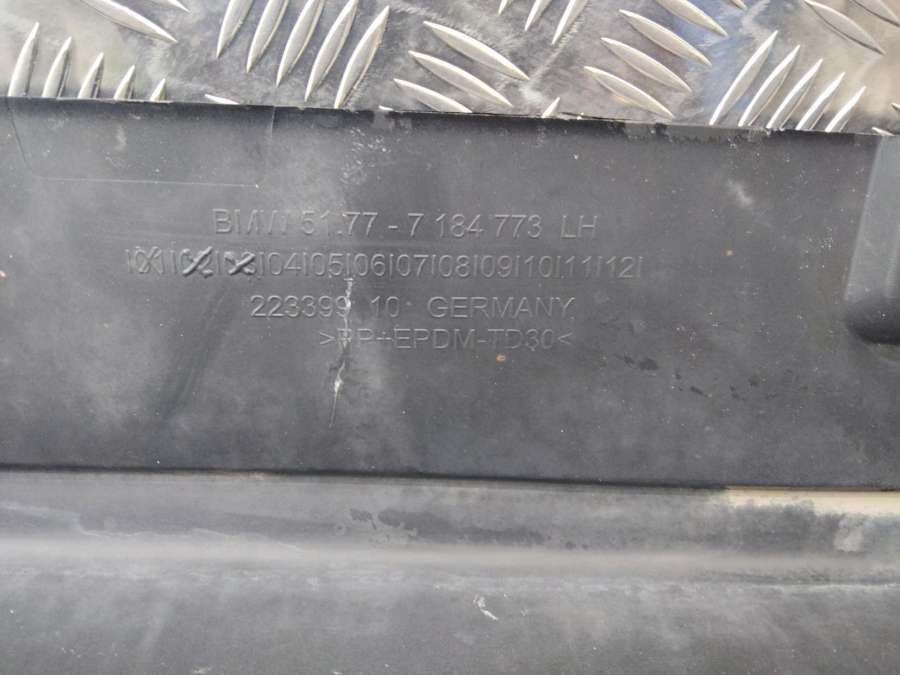 BMW 51.77 - 7 184 773 LH
|04|05|06|07|08|09|10|11|12|
223399 10 GERMANY
>PP+EPDM-TD30<